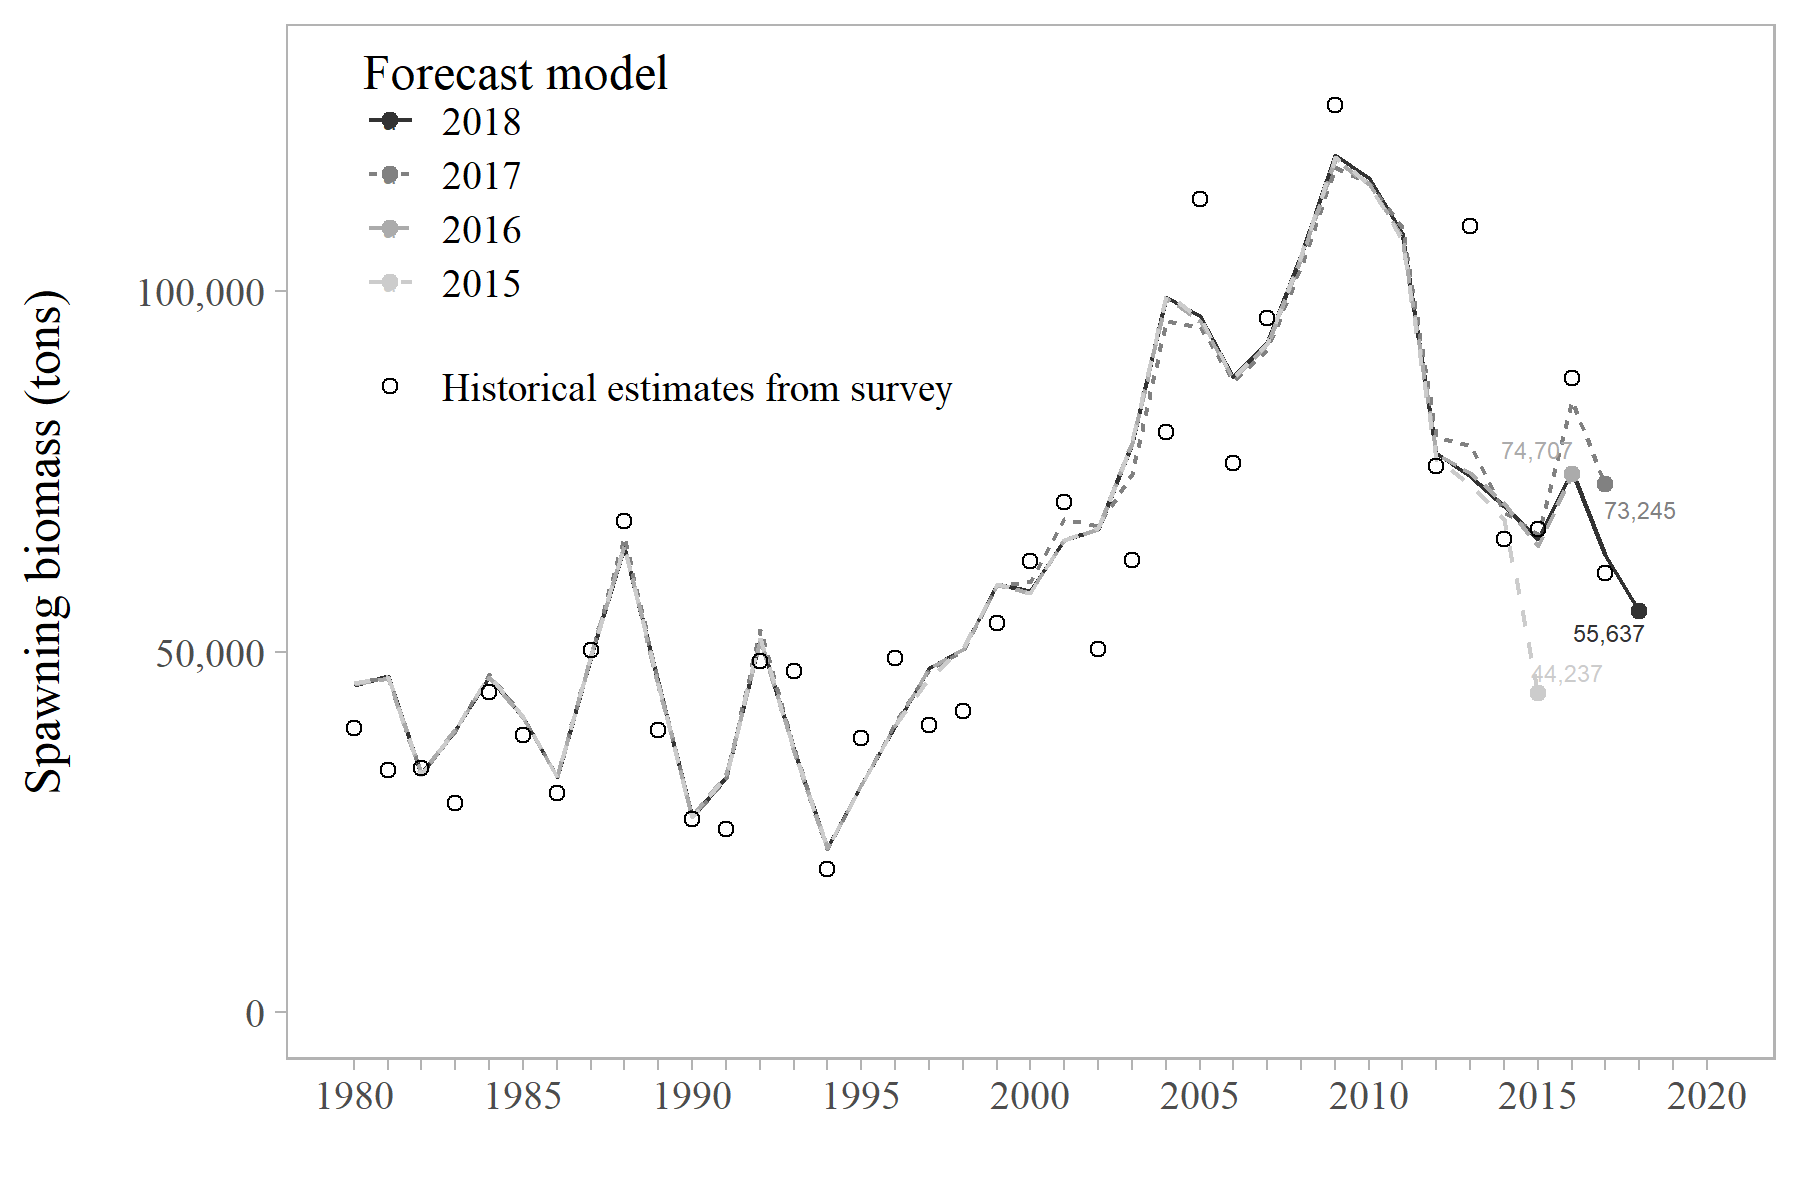 Forecast model
2018
2017
2016
2015
Historical estimates from survey
Spawning biomass (tons)
100,000
50,000
0
74,707
73,245
55,637
44,237
1980 1985 1990 1995 2000 2005 2010 2015 2020